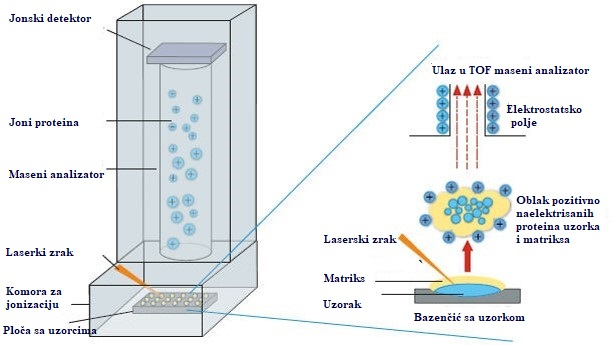 Jonski detektor
Joni proteina
Maseni analizator
Laserki zrak
Komora za
jonizaciju
Ploča sa uzorcima
Ulaz u TOF maseni analizator
Elektrostatsko
polje
Oblak pozitivno
naelektrisanih
proteina uzorka
i matriksa
Laserski zrak
Matriks
Uzorak
Bazenčić sa uzorkom